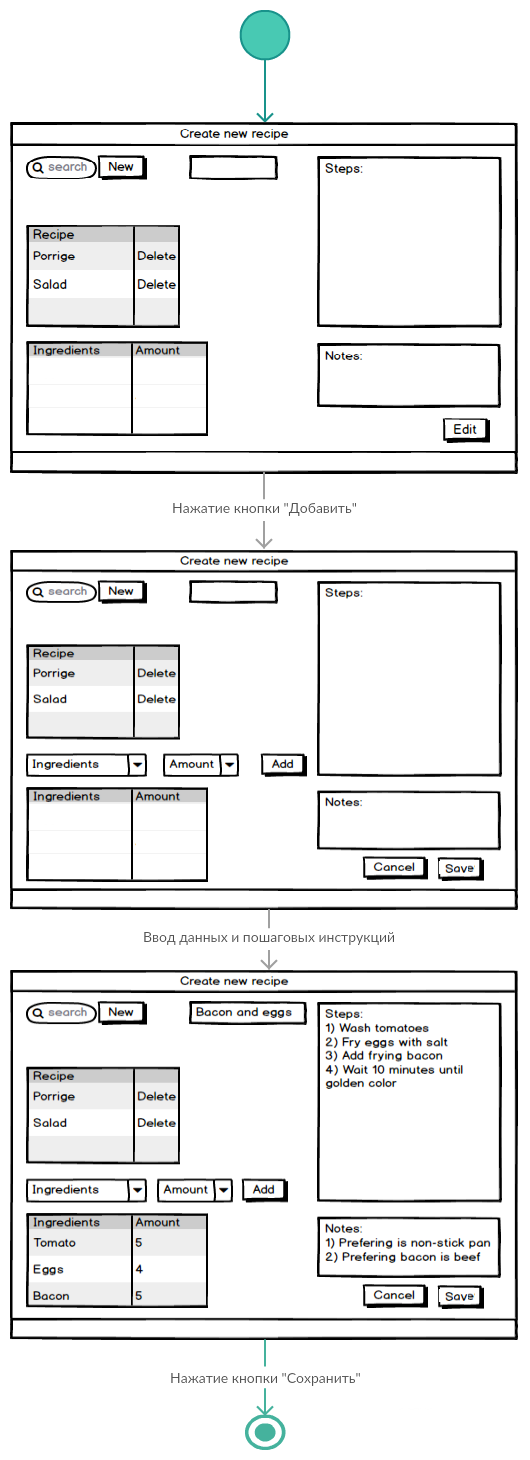 Create new recipe
search New
Steps:
Recipe
Porrige Delete
Salad Delete
Ingredients Amount
Notes:
Edit
Нажатие кнопки "Добавить"
Create new recipe
search New
Steps:
Recipe
Porrige Delete
Salad Delete
Ingredients Amount Add
Ingredients Amount
Notes:
Cancel Save
Ввод данных и пошаговых инструкций
Create new recipe
search New Bacon and eggs
Steps:
1) Wash tomatoes
2) Fry eggs with salt
3) Add frying bacon
4) Wait 10 minutes until
golden color
Recipe
Porrige Delete
Salad Delete
Ingredients Amount Add
Ingredients Amount
Tomato 5
Eggs 4
Bacon 5
Notes:
1) Prefering is non-stick pan
2) Prefering bacon is beef
Cancel Save
Нажатие кнопки "Сохранить"